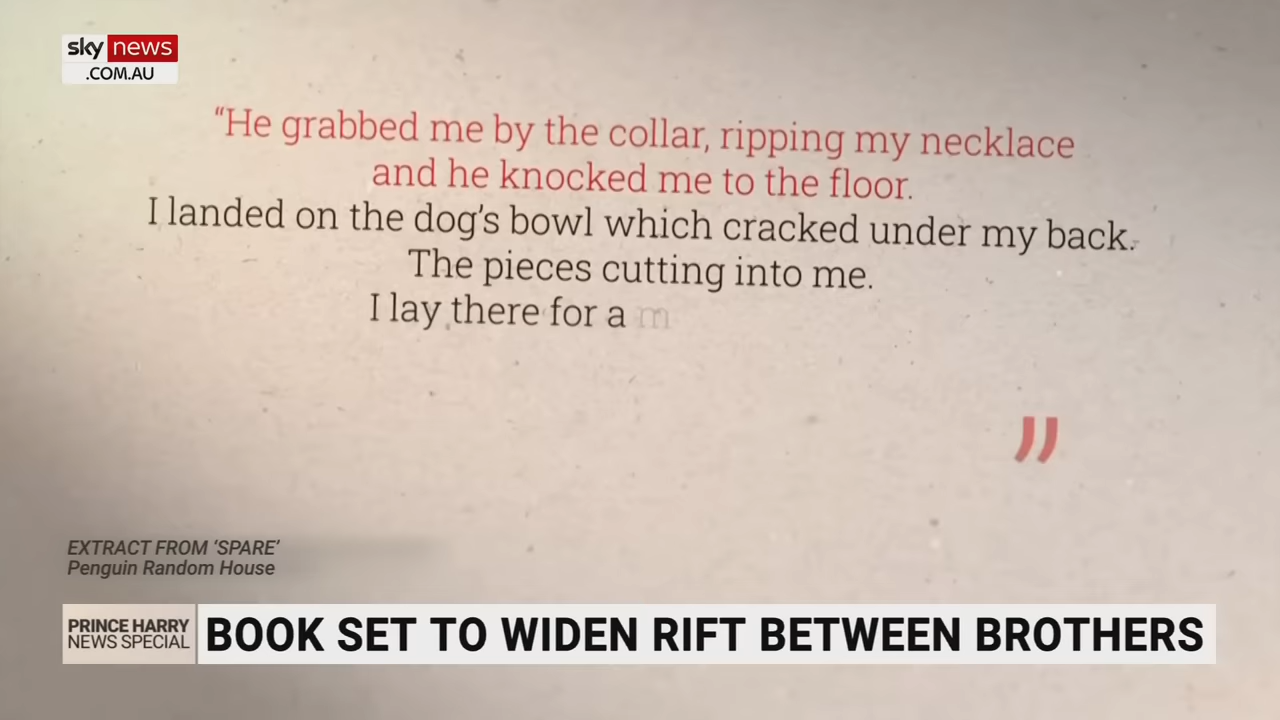 sky news
.COM.AU
“He grabbed me by the collar, ripping my necklace
and he knocked me to the floor.
I landed on the dog’s bowl which cracked under my back.
The pieces cutting into me.
I lay there for a m
”
EXTRACT FROM ‘SPARE’
Penguin Random House
PRINCE HARRY
NEWS SPECIAL
BOOK SET TO WIDEN RIFT BETWEEN BROTHERS